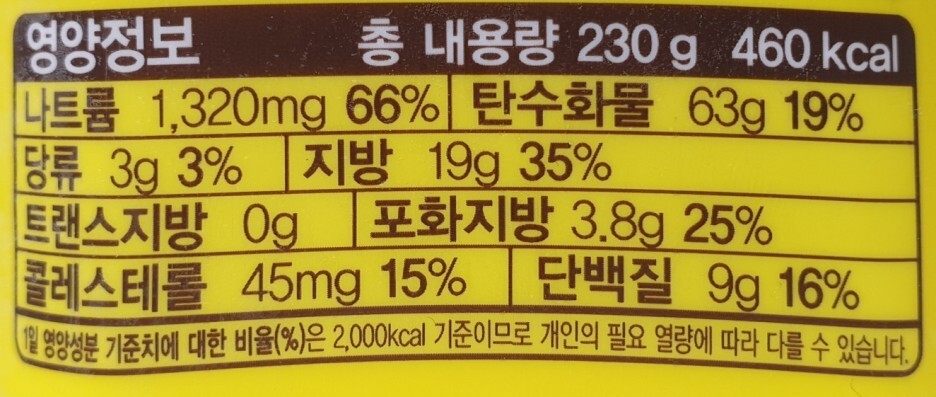 영양정보 총 내용량 230 g 460 kcal
나트륨 1,320mg 66% 탄수화물 63g 19%
당류 3g 3% 지방 19g 35%
트랜스지방 0g 포화지방 3.8g 25%
콜레스테롤 45mg 15% 단백질 9g 16%
1일 영양성분 기준치에 대한 비율(%)은 2,000kcal 기준이므로 개인의 필요 열량에 따라 다를 수 있습니다.